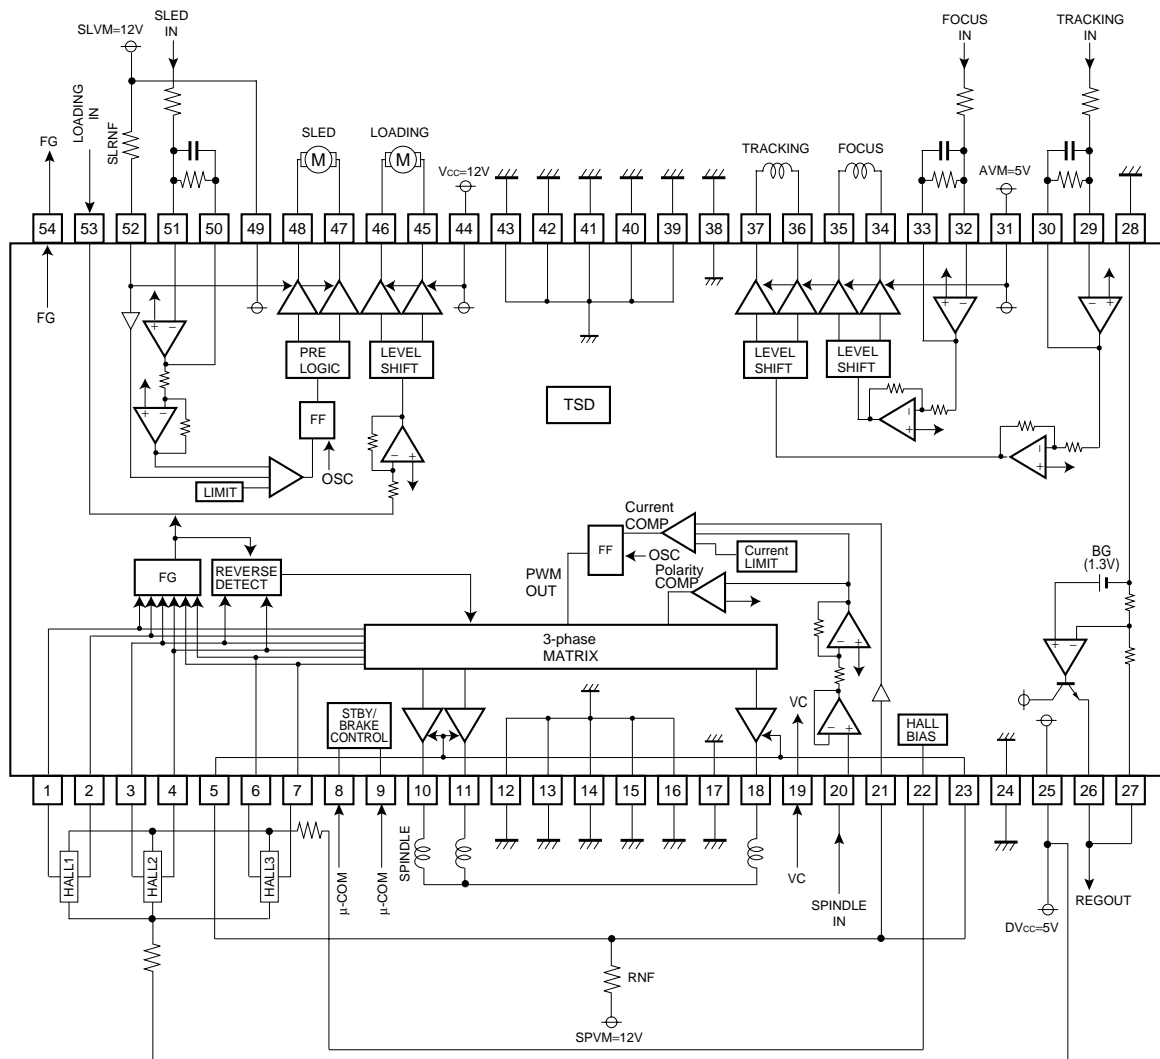 SLVM=12V
SLED
IN
FOCUS
IN
TRACKING
IN
FG
LOADING
IN
SLRNF
SLED
M
LOADING
M
VCC=12V
TRACKING
FOCUS
AVM=5V
54
53
52
51
50
49
48
47
46
45
44
43
42
41
40
39
38
37
36
35
34
33
32
31
30
29
28
FG
+ −
− +
+ −
− +
PRE
LOGIC
LEVEL
SHIFT
LEVEL
SHIFT
LEVEL
SHIFT
FF
TSD
+ −
− +
− +
− +
OSC
LIMIT
Current
COMP
FF
OSC
Current
LIMIT
PWM
OUT
Polarity
COMP
BG
(1.3V)
FG
REVERSE
DETECT
3-phase
MATRIX
− +
+ −
STBY/
BRAKE
CONTROL
VC
− +
HALL
BIAS
1
2
3
4
5
6
7
8
9
10
11
12
13
14
15
16
17
18
19
20
21
22
23
24
25
26
27
HALL1
HALL2
HALL3
μ-COM
μ-COM
SPINDLE
VC
SPINDLE
IN
REGOUT
DVCC=5V
RNF
SPVM=12V